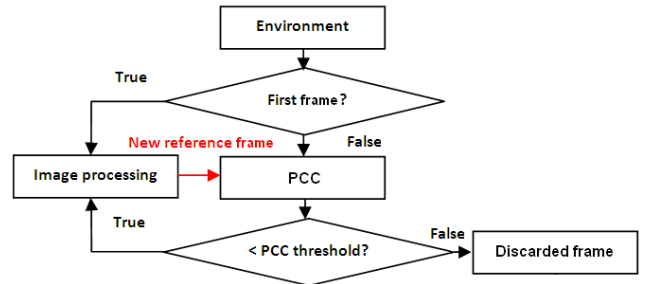 Environment
True
First frame?
New reference frame
False
Image processing
PCC
True
< PCC threshold?
False
Discarded frame